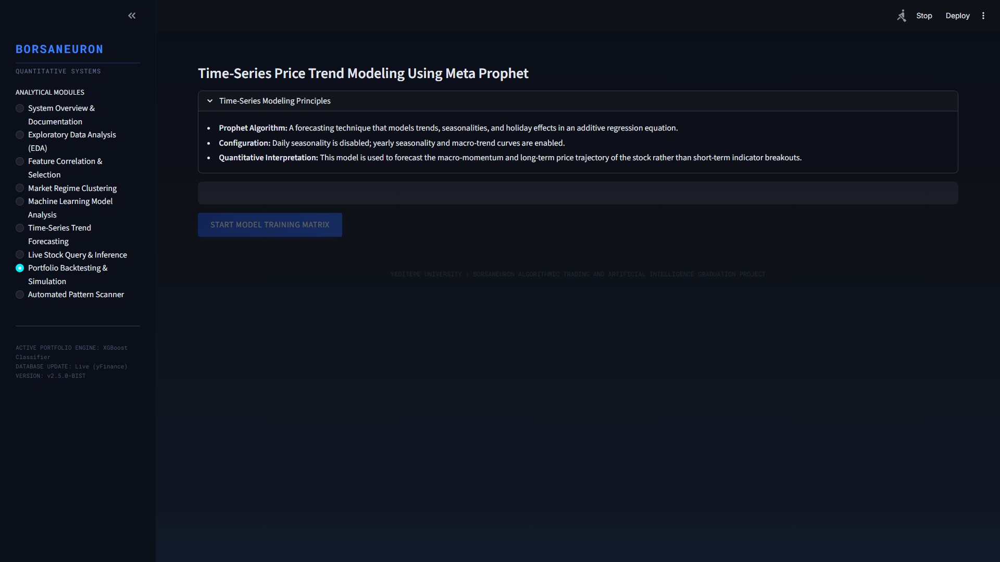 Stop
Deploy
BORSANEURON
QUANTITATIVE SYSTEMS
ANALYTICAL MODULES
System Overview &
Documentation
Exploratory Data Analysis
(EDA)
Feature Correlation &
Selection
Market Regime Clustering
Machine Learning Model
Analysis
Time-Series Trend
Forecasting
Live Stock Query & Inference
Portfolio Backtesting &
Simulation
Automated Pattern Scanner
ACTIVE PORTFOLIO ENGINE: XGBoost
Classifier
DATABASE UPDATE: Live (yFinance)
VERSION: v2.5.0-BIST
Time-Series Price Trend Modeling Using Meta Prophet
Time-Series Modeling Principles
• Prophet Algorithm: A forecasting technique that models trends, seasonalities, and holiday effects in an additive regression equation.
• Configuration: Daily seasonality is disabled; yearly seasonality and macro-trend curves are enabled.
• Quantitative Interpretation: This model is used to forecast the macro-momentum and long-term price trajectory of the stock rather than short-term indicator breakouts.
START MODEL TRAINING MATRIX
YEDİTEPE UNIVERSITY | BORSANEURON ALGORITHMIC TRADING AND ARTIFICIAL INTELLIGENCE GRADUATION PROJECT